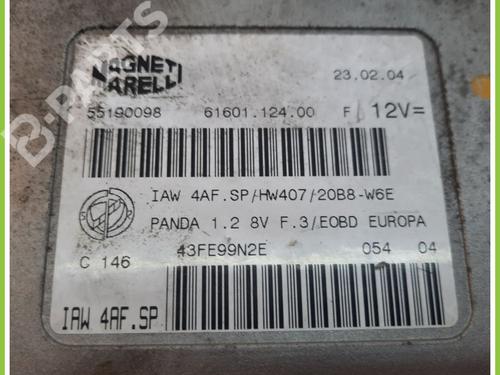 MAGNETI
MARELLI
23.02.04
55190098 61601.124.00 F 12V=
IAW 4AF.SP/HW407/20B8-W6E
PANDA 1.2 8V F.3/EOBD EUROPA
43FE99N2E 054 04
C 146
IAW 4AF.SP
B-PARTS